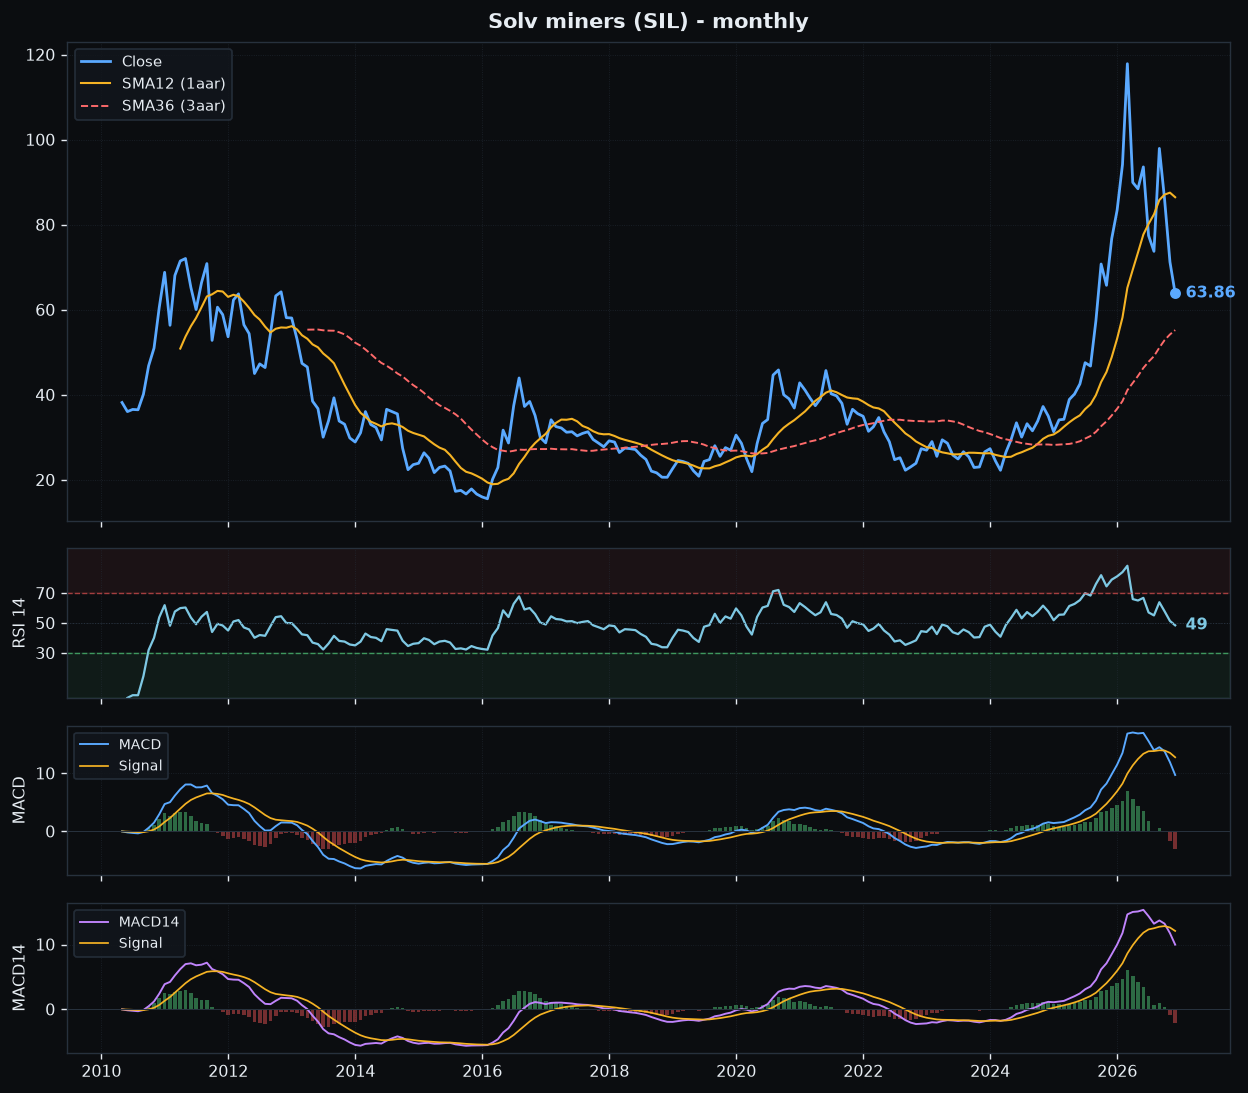 Solv miners (SIL) - monthly
120
100
80
60
40
20
Close
SMA12 (1aar)
SMA36 (3aar)
63.86
RSI 14
70
50
30
49
MACD
10
0
MACD
Signal
MACD14
10
0
MACD14
Signal
2010 2012 2014 2016 2018 2020 2022 2024 2026